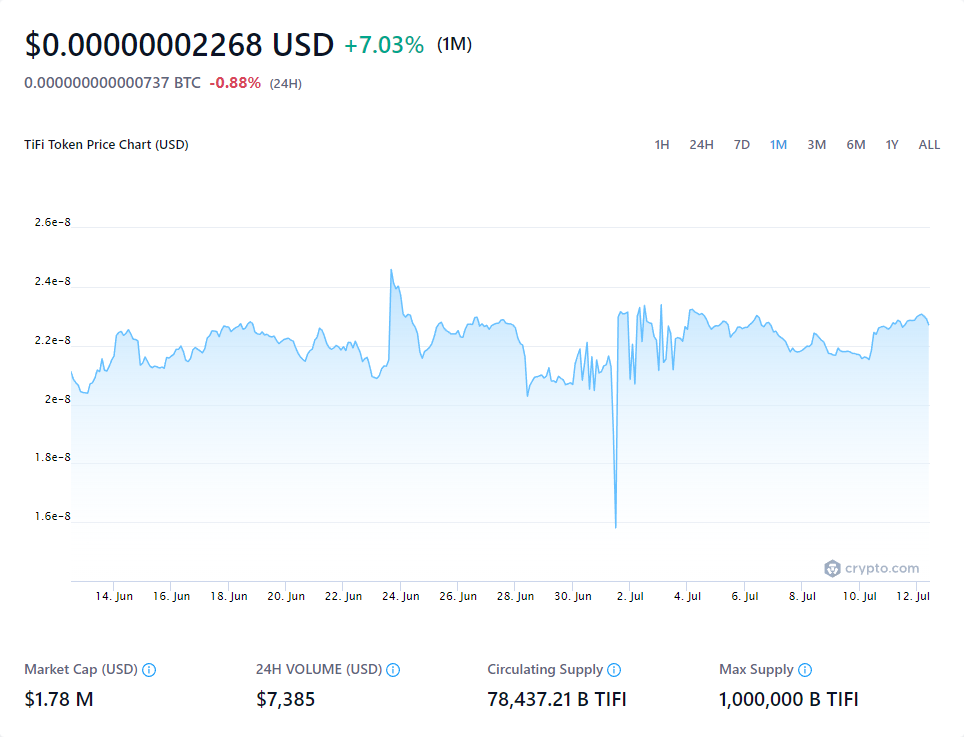 $0.00000002268 USD +7.03% (1M)
0.000000000000737 BTC -0.88% (24H)
TiFi Token Price Chart (USD) 1H 24H 7D 1M 3M 6M 1Y ALL
2.6e-8
2.4e-8
2.2e-8
2e-8
1.8e-8
1.6e-8
crypto.com
14. Jun 16. Jun 18. Jun 20. Jun 22. Jun 24. Jun 26. Jun 28. Jun 30. Jun 2. Jul 4. Jul 6. Jul 8. Jul 10. Jul 12. Jul
Market Cap (USD) 24H VOLUME (USD) Circulating Supply Max Supply
$1.78 M $7,385 78,437.21 B TIFI 1,000,000 B TIFI